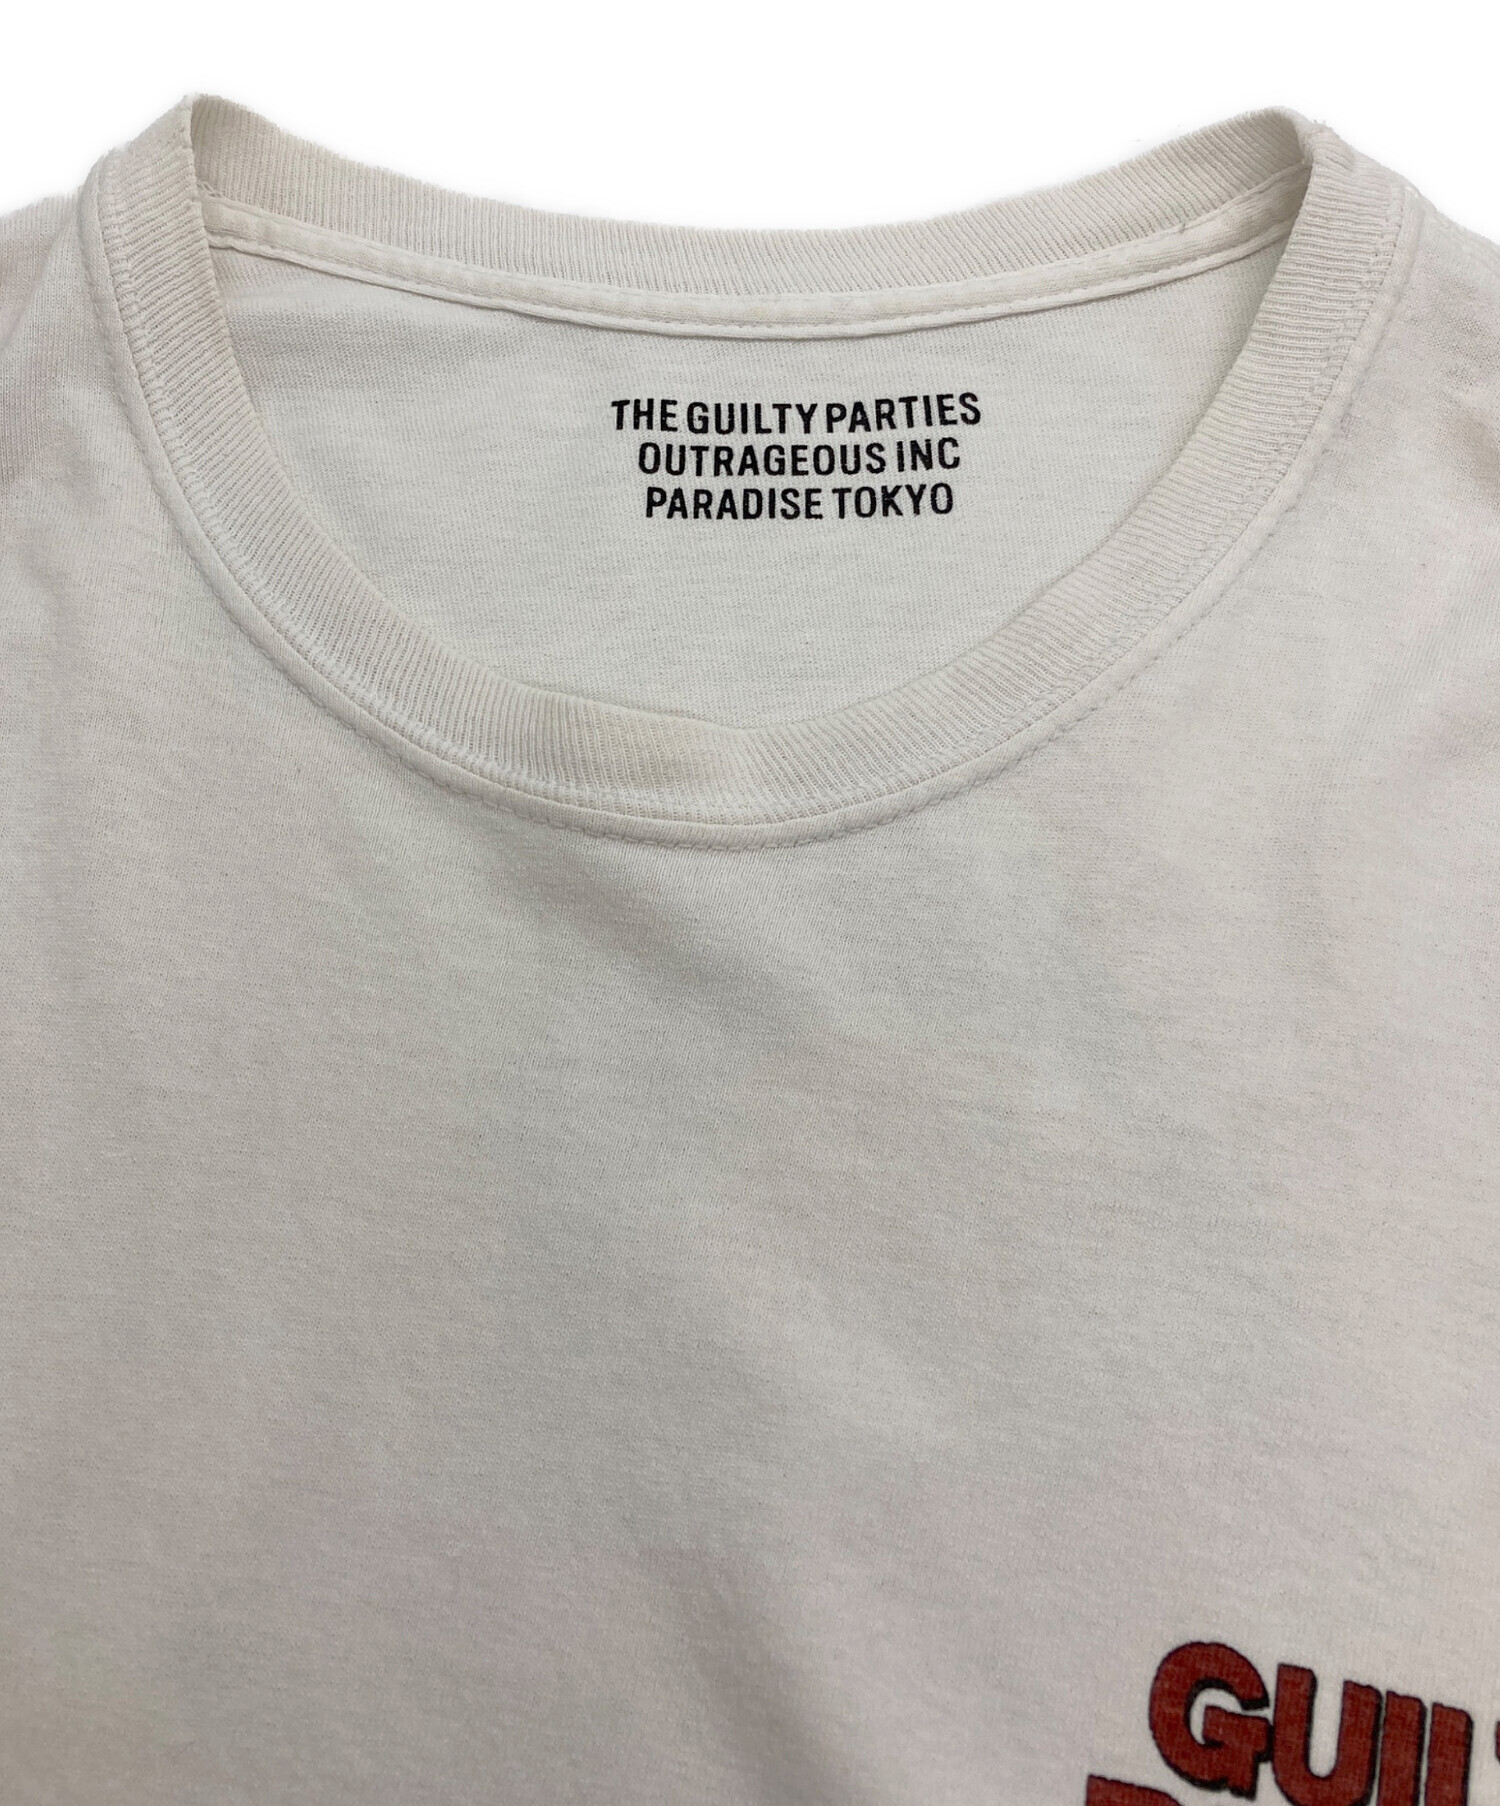 THE GUILTY PARTIES
OUTRAGEOUS INC
PARADISE TOKYO